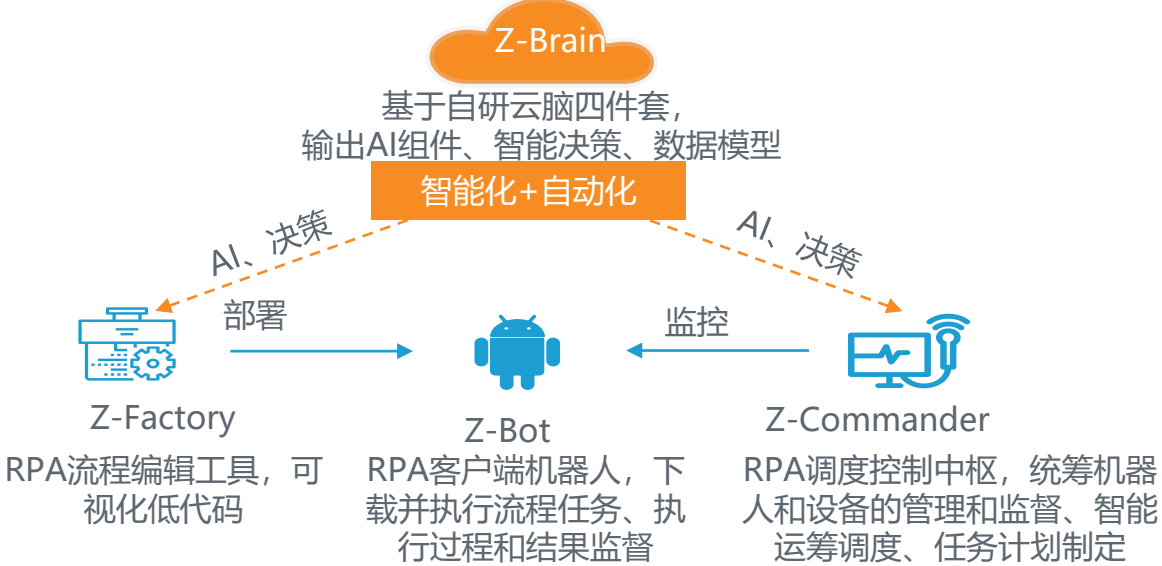 Z-Brain
基于自研云脑四件套，
输出AI组件、智能决策、数据模型
智能化+自动化
AI、决策
AI、决策
部署
监控
Z-Factory
Z-Bot
Z-Commander
RPA流程编辑工具，可
视化低代码
RPA客户端机器人，下
载并执行流程任务、执
行过程和结果监督
RPA调度控制中枢，统筹机器
人和设备的管理和监督、智能
运筹调度、任务计划制定